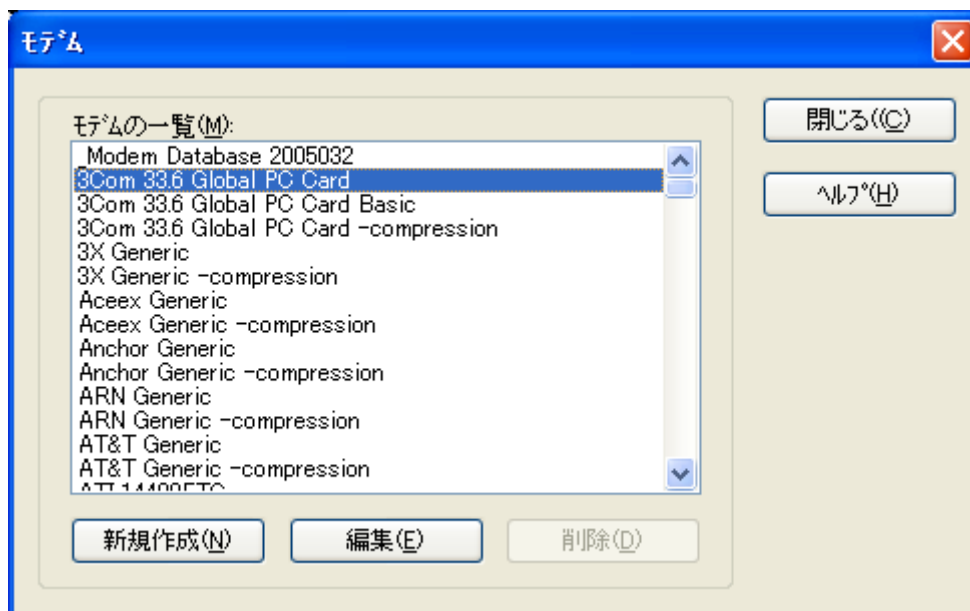 ﾓﾃﾞﾑ
ﾓﾃﾞﾑの一覧(M):
_Modem Database 2005032
3Com 33.6 Global PC Card
3Com 33.6 Global PC Card Basic
3Com 33.6 Global PC Card -compression
3X Generic
3X Generic -compression
Aceex Generic
Aceex Generic -compression
Anchor Generic
Anchor Generic -compression
ARN Generic
ARN Generic -compression
AT&T Generic
AT&T Generic -compression
新規作成(N)
編集(E)
削除(D)
閉じる((C)
ﾍﾙﾌﾟ(H)